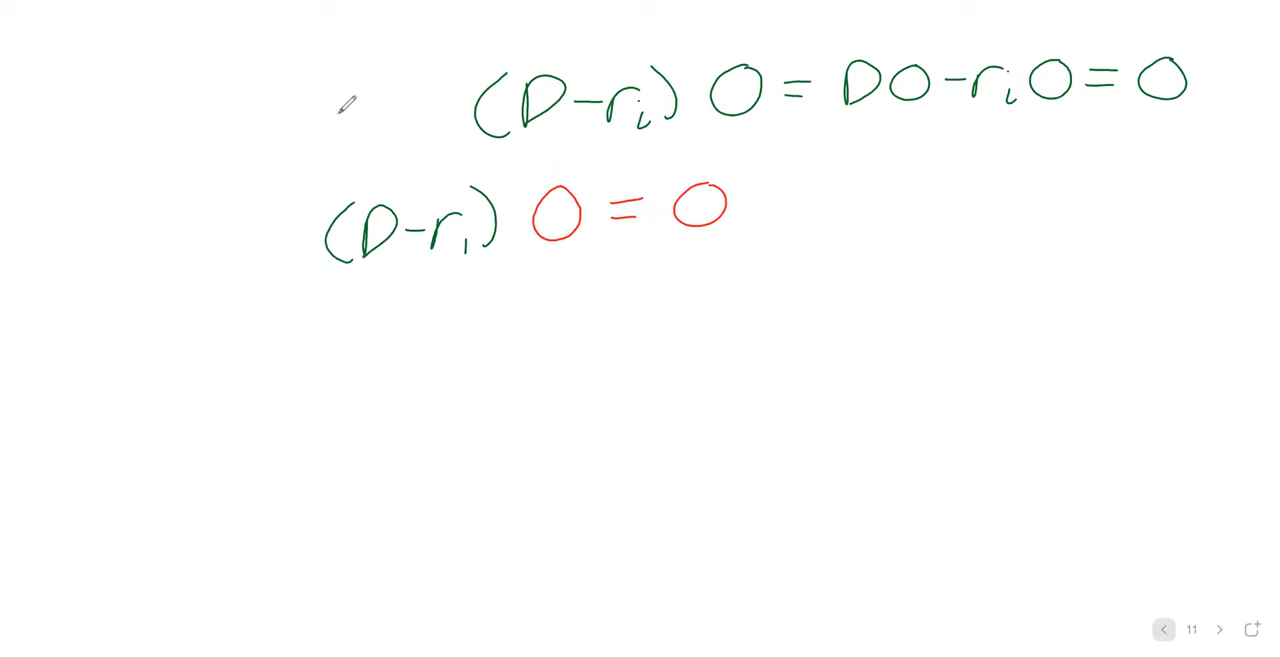 (D-rᵢ) 0 = D0 - rᵢ0 = 0
(D-r₁) 0 = 0
11